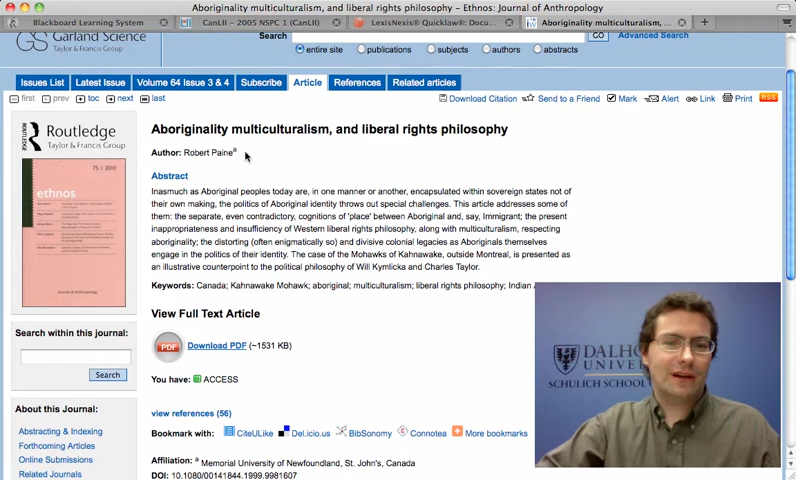 Aboriginality multiculturalism, and liberal rights philosophy - Ethnos: Journal of Anthropology
Blackboard Learning System
CanLII - 2005 NSPC 1 (CanLII)
LexisNexis® Quicklaw®: Docu...
Aboriginality multiculturalism, ...
Garland Science
Taylor & Francis Group
Search
GO
Advanced Search
entire site publications subjects authors abstracts
Issues List Latest Issue Volume 64 Issue 3 & 4 Subscribe Article References Related articles
first prev toc next last
Download Citation Send to a Friend Mark Alert Link Print RSS
Routledge
Taylor & Francis Group
75:1 2010
ethnos
Aboriginality multiculturalism, and liberal rights philosophy
Author: Robert Paine a
Abstract
Inasmuch as Aboriginal peoples today are, in one manner or another, encapsulated within sovereign states not
of their own making, the politics of Aboriginal identity throws out special challenges. This article addresses some of
them: the separate, even contradictory, cognitions of 'place' between Aboriginal and, say, Immigrant; the present
inappropriateness and insufficiency of Western liberal rights philosophy, along with multiculturalism, respecting
aboriginality; the distorting (often enigmatically so) and divisive colonial legacies as Aboriginals themselves
engage in the politics of their identity. The case of the Mohawks of Kahnawake, outside Montreal, is presented as
an illustrative counterpoint to the political philosophy of Will Kymlicka and Charles Taylor.
Keywords: Canada; Kahnawake Mohawk; aboriginal; multiculturalism; liberal rights philosophy; Indian
View Full Text Article
PDF
Download PDF (~1531 KB)
You have: ACCESS
view references (56)
Bookmark with: CiteULike Del.icio.us BibSonomy Connotea More bookmarks
Affiliation: a Memorial University of Newfoundland, St. John's, Canada
DOI: 10.1080/00141844.1999.9981607
Search within this journal:
Search
About this Journal:
Abstracting & Indexing
Forthcoming Articles
Online Submissions
Related Journals
DALHO
UNIVER
SCHULICH SCHOOL